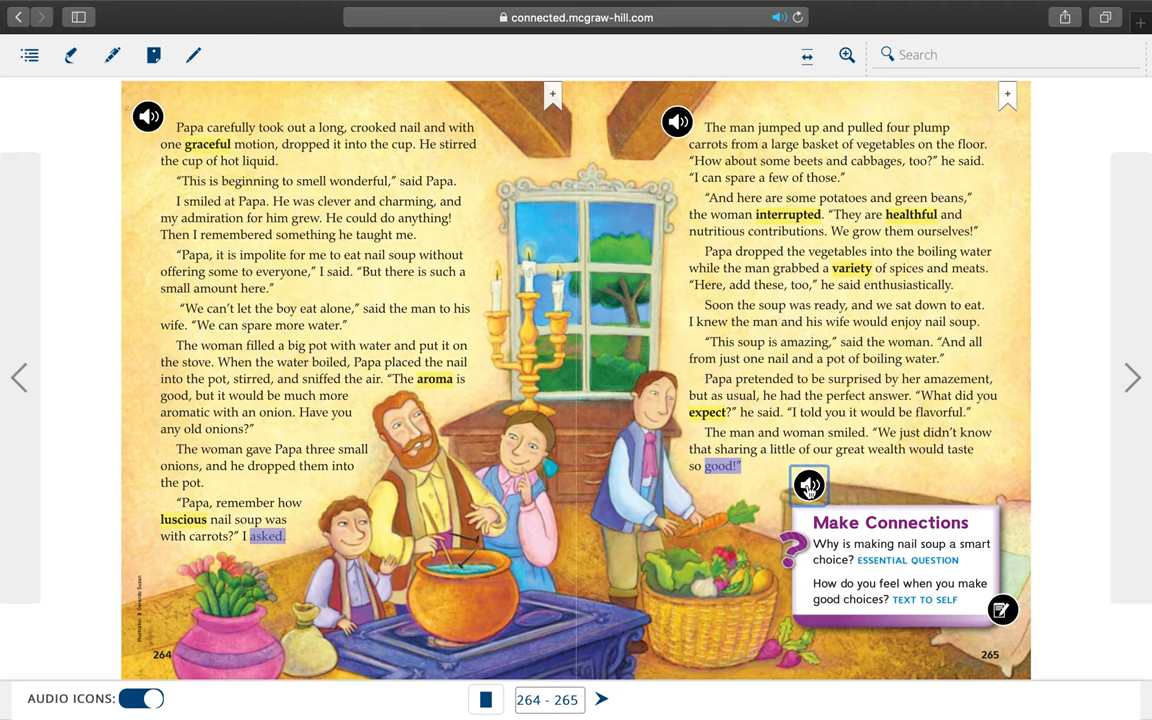 connected.mcgraw-hill.com
Search
Papa carefully took out a long, crooked nail and with
one graceful motion, dropped it into the cup. He stirred
the cup of hot liquid.
“This is beginning to smell wonderful,” said Papa.
I smiled at Papa. He was clever and charming, and
my admiration for him grew. He could do anything!
Then I remembered something he taught me.
“Papa, it is impolite for me to eat nail soup without
offering some to everyone,” I said. “But there is such a
small amount here.”
“We can’t let the boy eat alone,” said the man to his
wife. “We can spare more water.”
The woman filled a big pot with water and put it on
the stove. When the water boiled, Papa placed the nail
into the pot, stirred, and sniffed the air. “The aroma is
good, but it would be much more
aromatic with an onion. Have you
any old onions?”
The woman gave Papa three small
onions, and he dropped them into
the pot.
“Papa, remember how
luscious nail soup was
with carrots?” I asked.
Illustrator: B Gerardo Suzan
264
The man jumped up and pulled four plump
carrots from a large basket of vegetables on the floor.
“How about some beets and cabbages, too?” he said.
“I can spare a few of those.”
“And here are some potatoes and green beans,”
the woman interrupted. “They are healthful and
nutritious contributions. We grow them ourselves!”
Papa dropped the vegetables into the boiling water
while the man grabbed a variety of spices and meats.
“Here, add these, too,” he said enthusiastically.
Soon the soup was ready, and we sat down to eat.
I knew the man and his wife would enjoy nail soup.
“This soup is amazing,” said the woman. “And all
from just one nail and a pot of boiling water.”
Papa pretended to be surprised by her amazement,
but as usual, he had the perfect answer. “What did you
expect?” he said. “I told you it would be flavorful.”
The man and woman smiled. “We just didn’t know
that sharing a little of our great wealth would taste
so good!”
Make Connections
Why is making nail soup a smart
choice? ESSENTIAL QUESTION
How do you feel when you make
good choices? TEXT TO SELF
265
AUDIO ICONS:
264 - 265